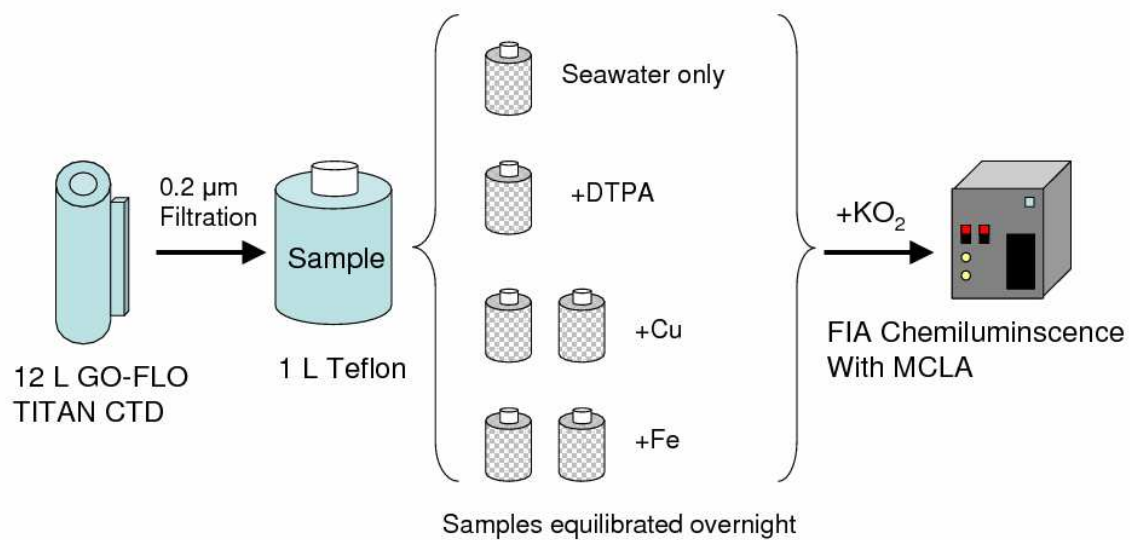 12 L GO-FLO
TITAN CTD
0.2 µm
Filtration
Sample
1 L Teflon
Seawater only
+DTPA
+Cu
+Fe
Samples equilibrated overnight
+KO₂
FIA Chemiluminscence
With MCLA